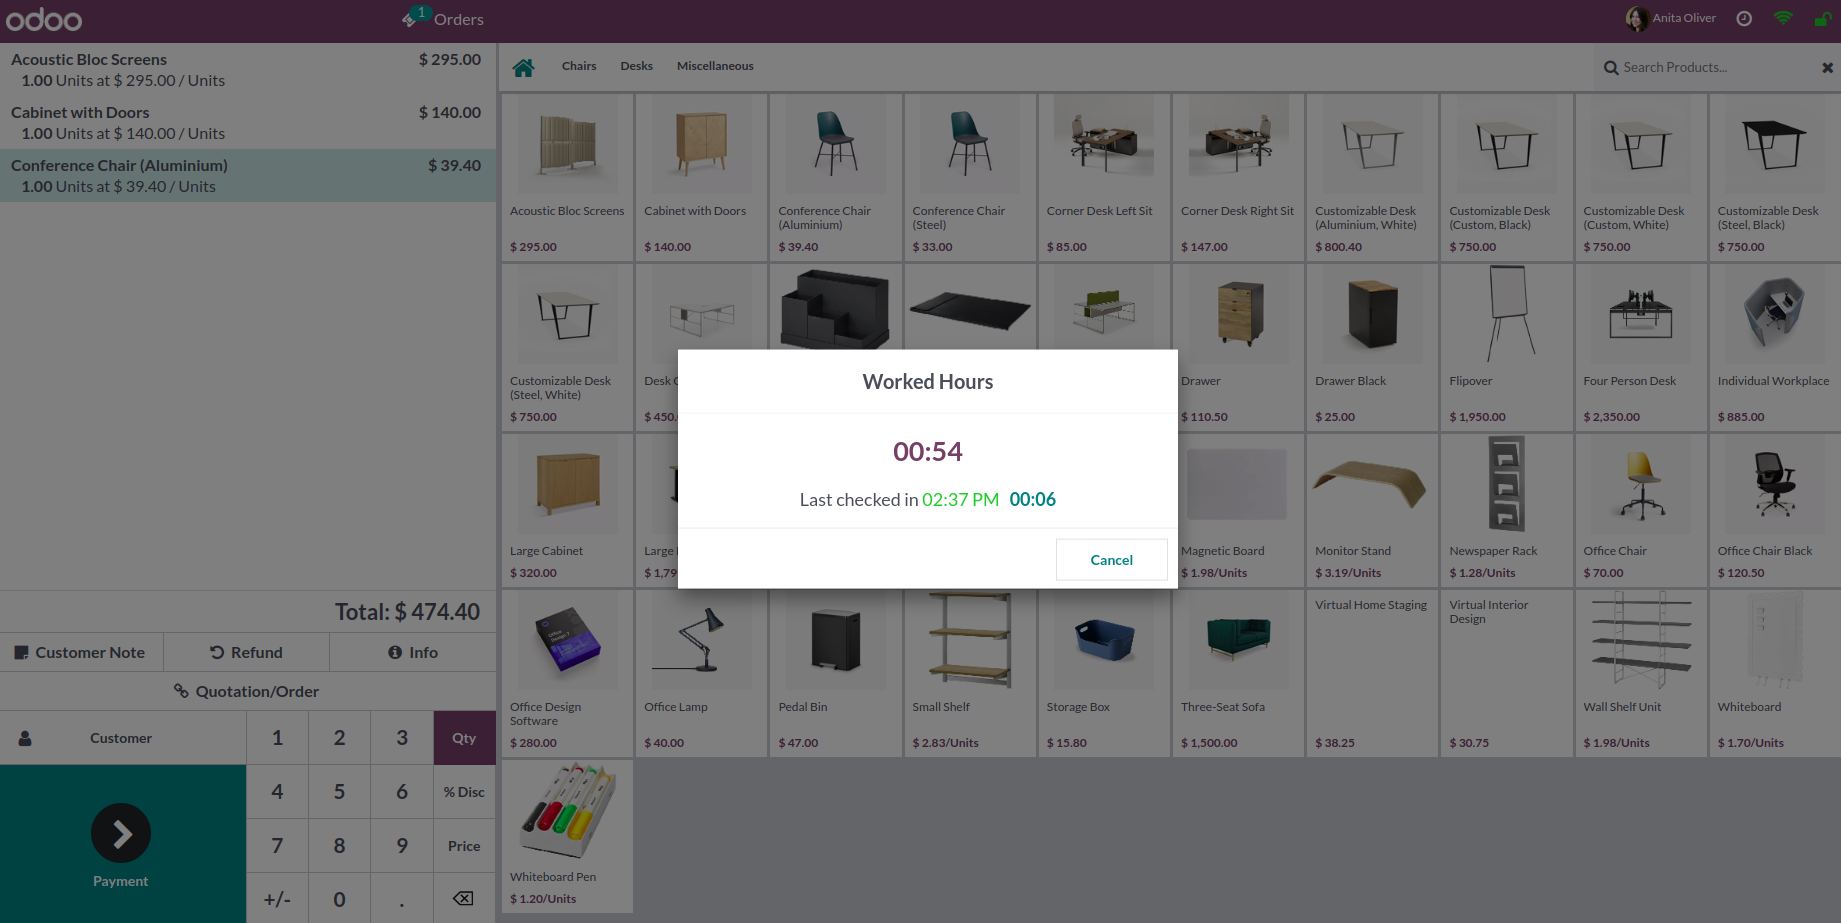 odoo
1
Orders
Anita Oliver
Acoustic Bloc Screens $ 295.00
1.00 Units at $ 295.00 / Units
Cabinet with Doors $ 140.00
1.00 Units at $ 140.00 / Units
Conference Chair (Aluminium) $ 39.40
1.00 Units at $ 39.40 / Units
Total: $ 474.40
Customer Note Refund Info
Quotation/Order
Customer 1 2 3 Qty
4 5 6 % Disc
7 8 9 Price
Payment
+/- 0 .
Chairs Desks Miscellaneous
Search Products...
Acoustic Bloc Screens
$ 295.00
Cabinet with Doors
$ 140.00
Conference Chair
(Aluminium)
$ 39.40
Conference Chair
(Steel)
$ 33.00
Corner Desk Left Sit
$ 85.00
Corner Desk Right Sit
$ 147.00
Customizable Desk
(Aluminium, White)
$ 800.40
Customizable Desk
(Custom, Black)
$ 750.00
Customizable Desk
(Custom, White)
$ 750.00
Customizable Desk
(Steel, Black)
$ 750.00
Customizable Desk
(Steel, White)
$ 750.00
Desk
$ 450.
Drawer
$ 110.50
Drawer Black
$ 25.00
Flipover
$ 1,950.00
Four Person Desk
$ 2,350.00
Individual Workplace
$ 885.00
Worked Hours
00:54
Last checked in 02:37 PM 00:06
Cancel
Large Cabinet
$ 320.00
Large
$ 1,79
Magnetic Board
$ 1.98/Units
Monitor Stand
$ 3.19/Units
Newspaper Rack
$ 1.28/Units
Office Chair
$ 70.00
Office Chair Black
$ 120.50
Office
Design 7
Office Design
Software
$ 280.00
Office Lamp
$ 40.00
Pedal Bin
$ 47.00
Small Shelf
$ 2.83/Units
Storage Box
$ 15.80
Three-Seat Sofa
$ 1,500.00
Virtual Home Staging
$ 38.25
Virtual Interior
Design
$ 30.75
Wall Shelf Unit
$ 1.98/Units
Whiteboard
$ 1.70/Units
Whiteboard Pen
$ 1.20/Units